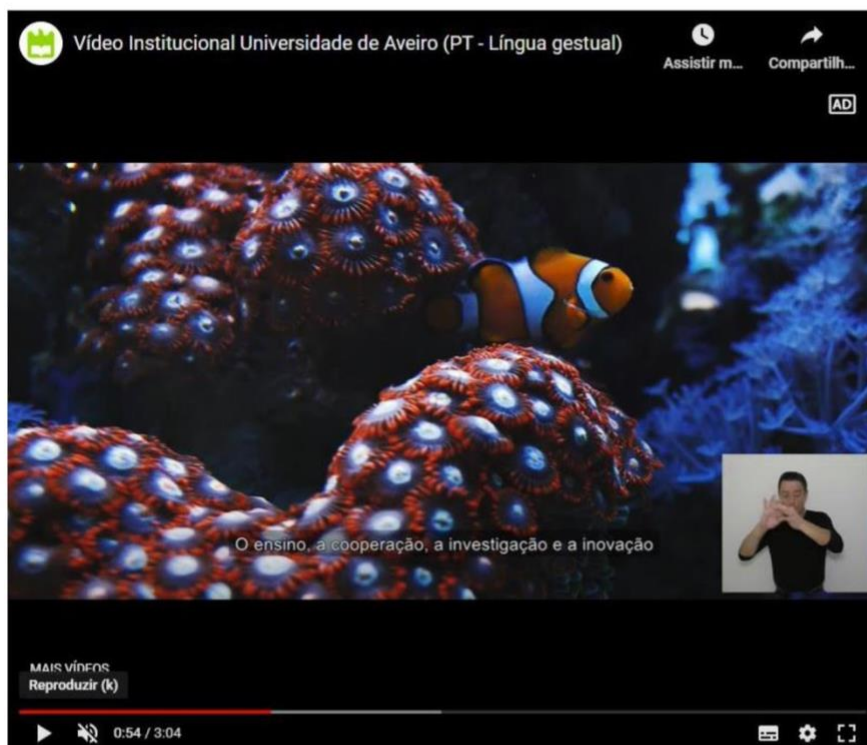 Vídeo Institucional Universidade de Aveiro (PT - Língua gestual)
Assistir m...
Compartilh...
AD
O ensino, a cooperação, a investigação e a inovação
MAIS VÍDEOS
Reproduzir (k)
0:54 / 3:04